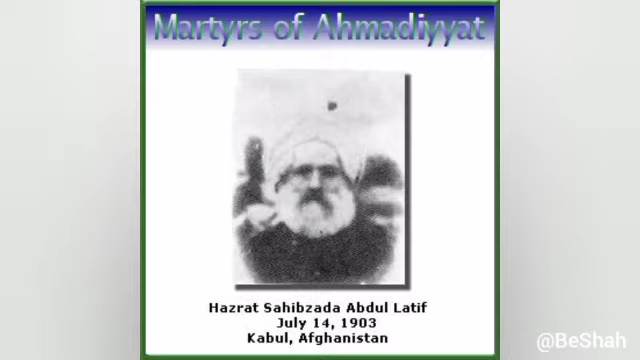 Martyrs of Ahmadiyyat
Hazrat Sahibzada Abdul Latif
July 14, 1903
Kabul, Afghanistan
@BeShah